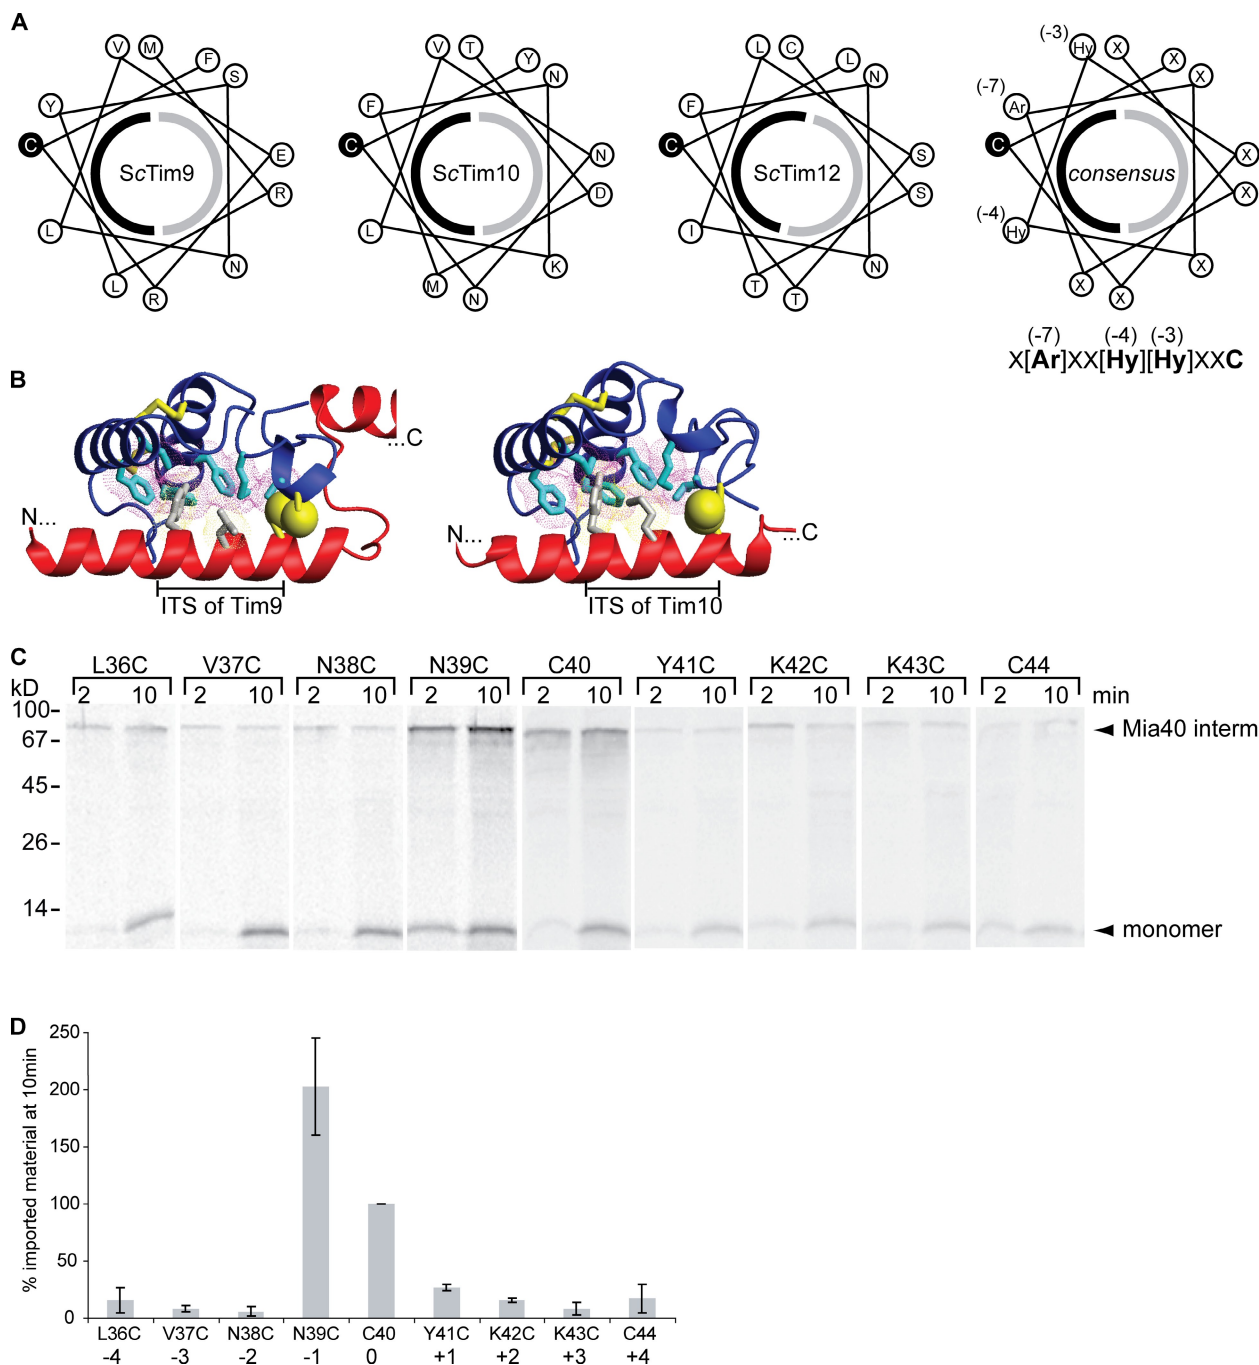 A
V M F S Y C E R L N L R
ScTim9
V T Y N F C N D L K M N
ScTim10
L C L N F C S S I N T T
ScTim12
(-3) Hy X X X (-7) Ar C X X (-4) Hy X X X
consensus
(-7) (-4) (-3)
X[Ar]XX[Hy][Hy]XXC
B
N... ...C
ITS of Tim9
N... ...C
ITS of Tim10
C
L36C V37C N38C N39C C40 Y41C K42C K43C C44
kD 2 10 2 10 2 10 2 10 2 10 2 10 2 10 2 10 2 10 min
100
67
45
26
14
Mia40 interm
monomer
D
% imported material at 10min
250
200
150
100
50
0
L36C V37C N38C N39C C40 Y41C K42C K43C C44
-4 -3 -2 -1 0 +1 +2 +3 +4